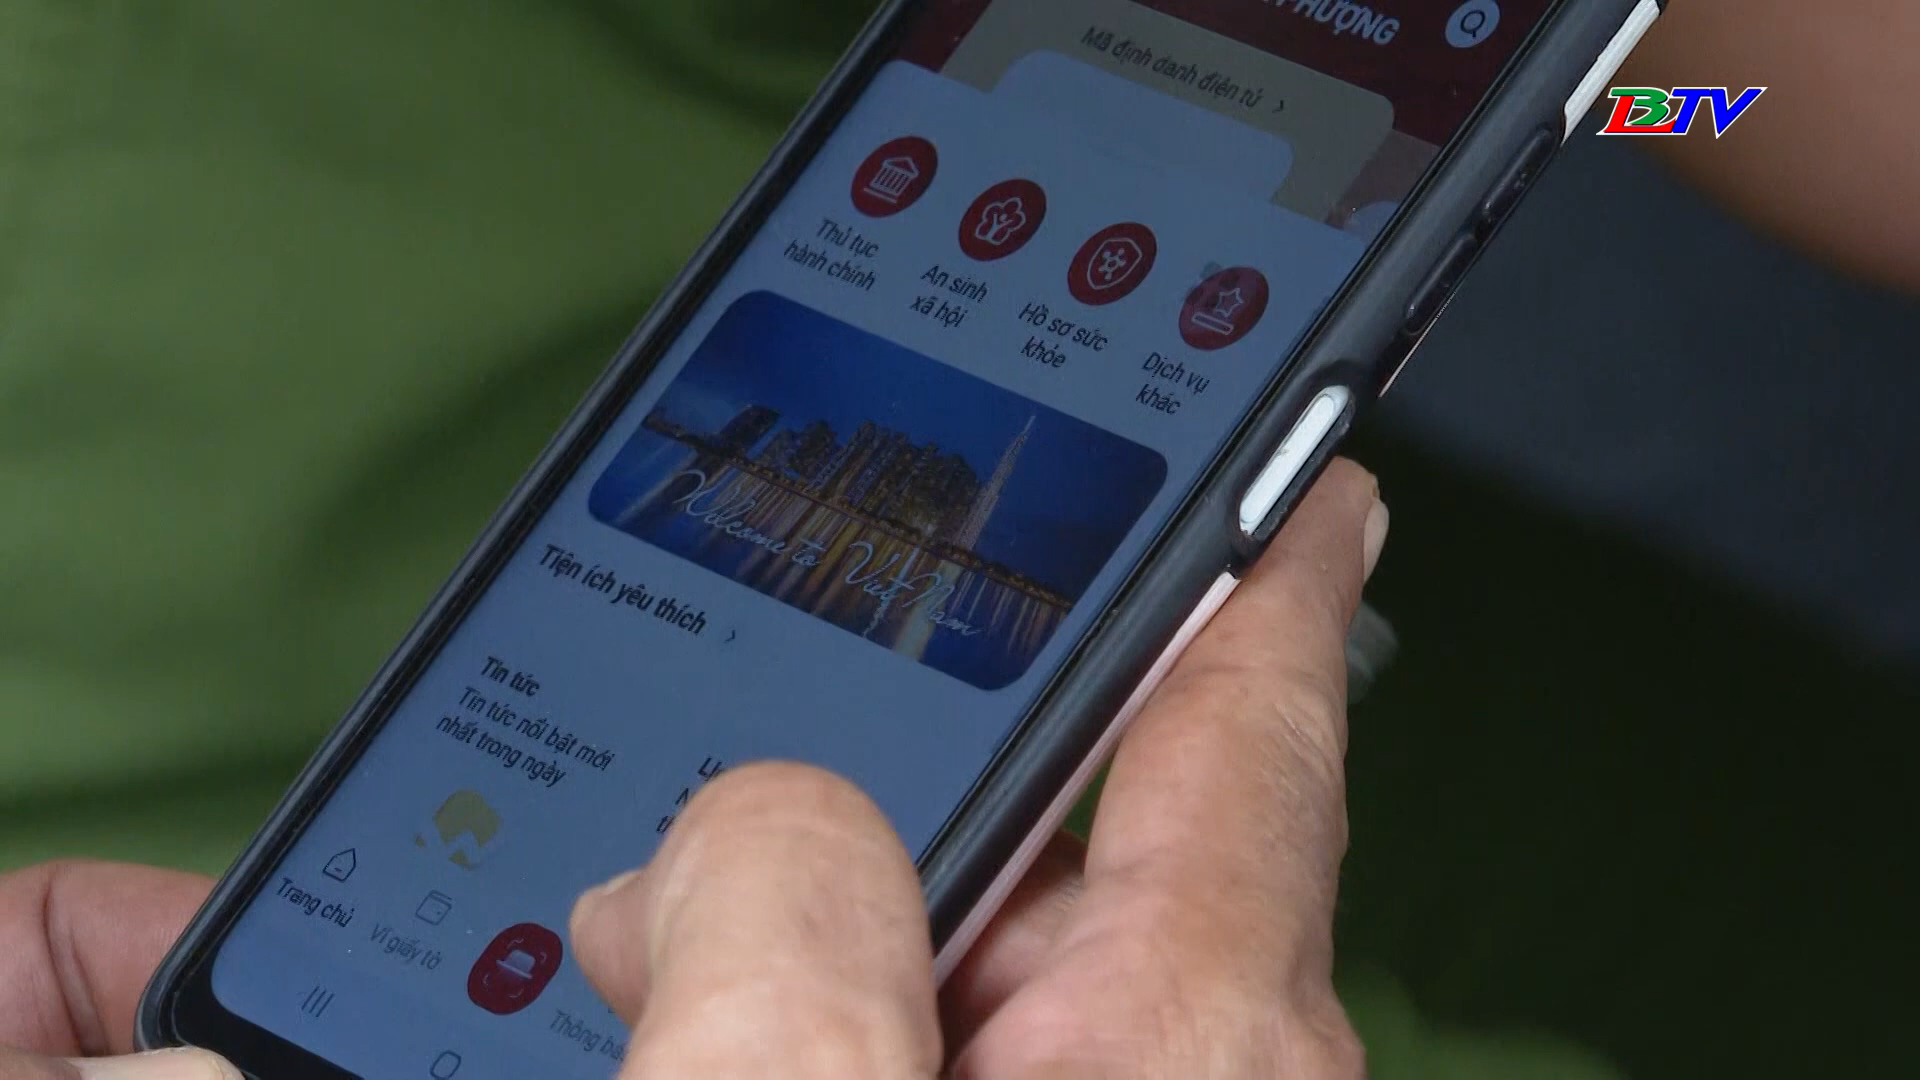 PHƯỢNG
BTV
Mã định danh điện tử
Thủ tục
hành chính
An sinh
xã hội
Hồ sơ sức
khỏe
Dịch vụ
khác
Welcome to Việt Nam
Tiện ích yêu thích
Tin tức
Tin tức nổi bật mới
nhất trong ngày
Trang chủ
Ví giấy tờ
Thông